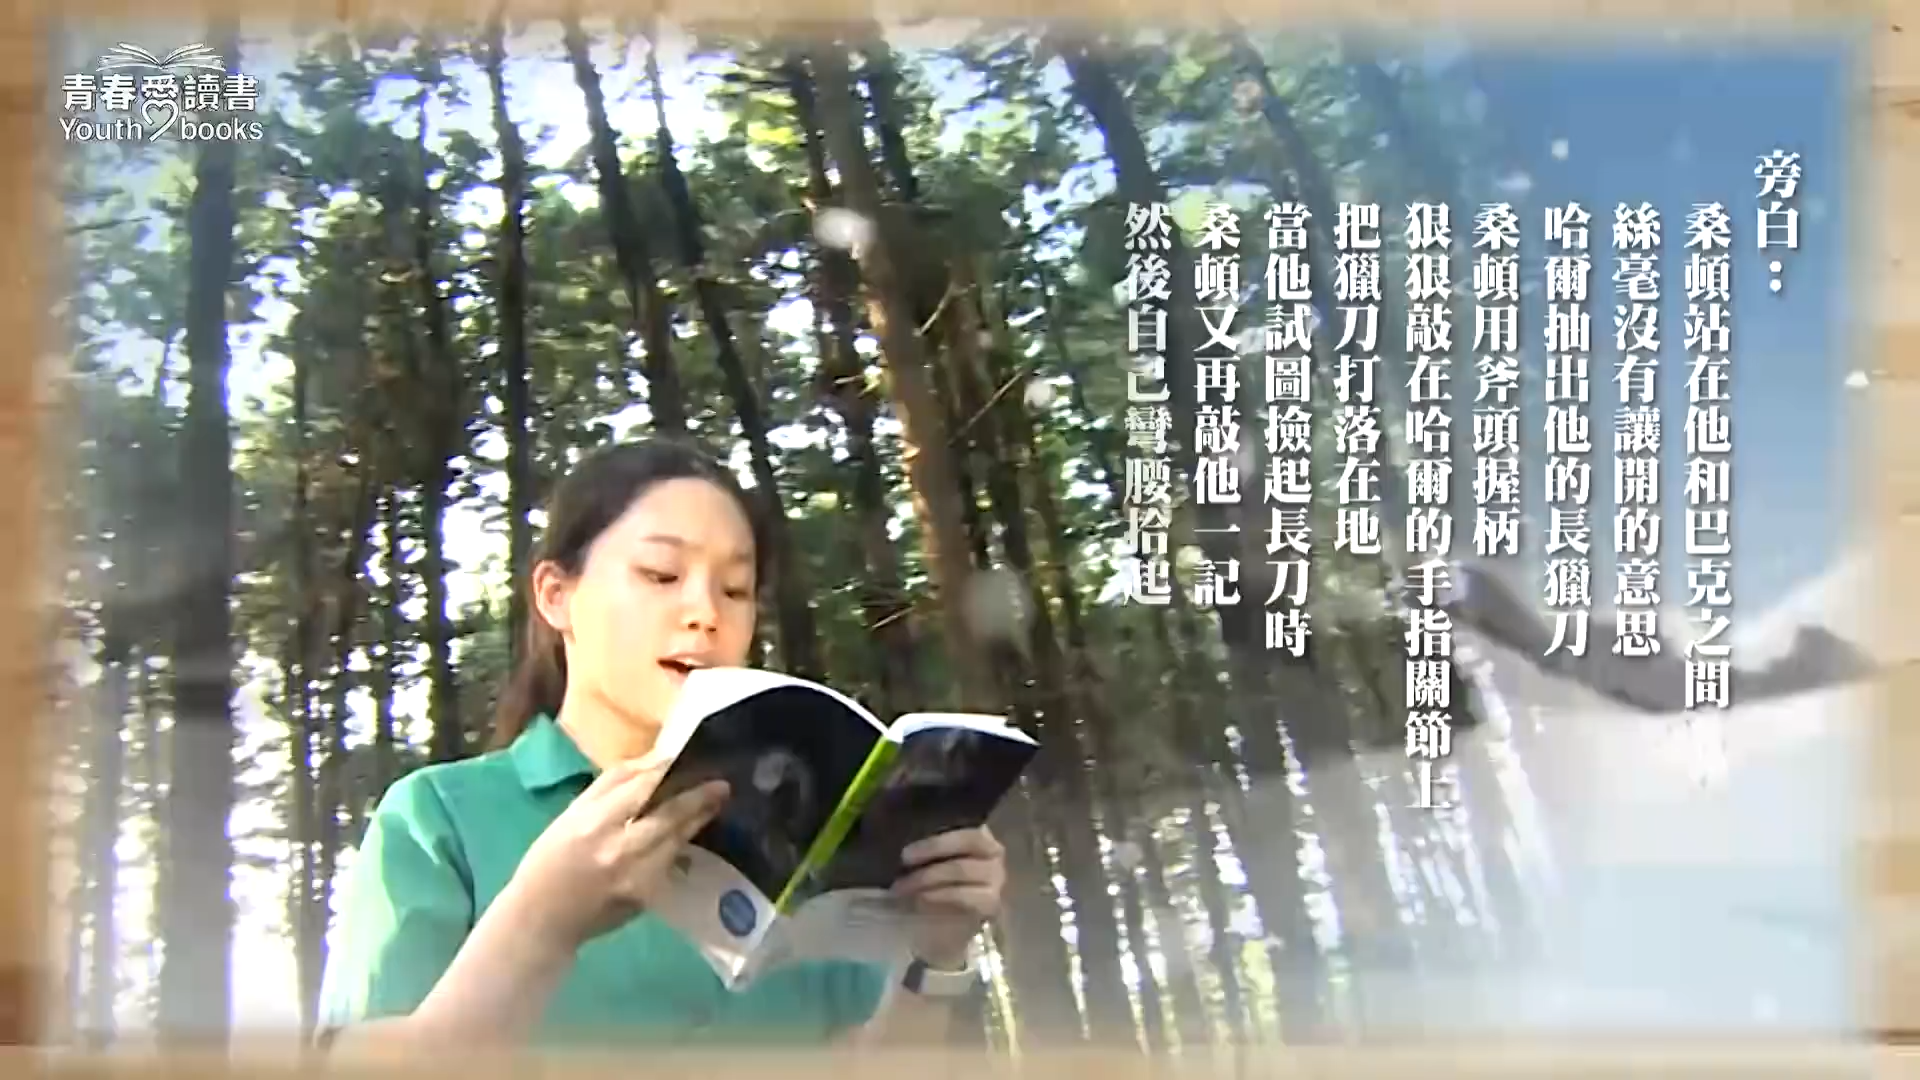 青春愛讀書
Youth books
旁白：
桑頓站在他和巴克之間
絲毫沒有讓開的意思
哈爾抽出他的長獵刀
桑頓用斧頭握柄
狠狠敲在哈爾的手指關節上
把獵刀打落在地
當他試圖撿起長刀時
桑頓又再敲他一記
然後自己彎腰拾起